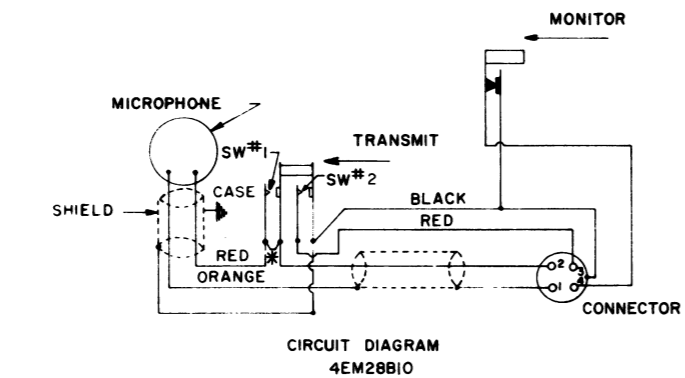 MONITOR
MICROPHONE
SW#1
TRANSMIT
SW#2
CASE
SHIELD
BLACK
RED
RED
ORANGE
*
2
3
4
1
CONNECTOR
CIRCUIT DIAGRAM
4EM28B10